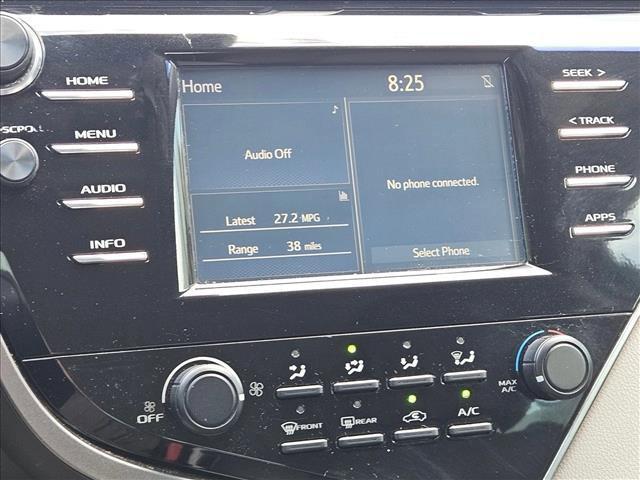 HOME
MENU
SCROLL
AUDIO
INFO
Home 8:25
Audio Off
Latest 27.2 MPG
Range 38 miles
No phone connected.
Select Phone
SEEK >
< TRACK
PHONE
APPS
OFF
FRONT
REAR
A/C
MAX
A/C